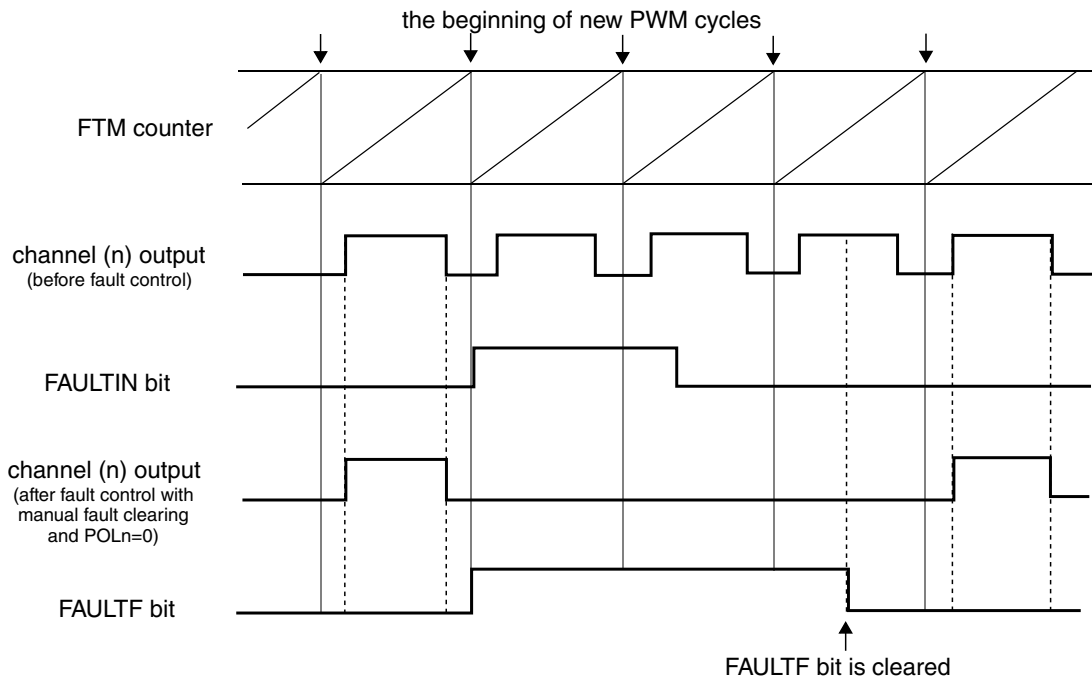 the beginning of new PWM cycles
FTM counter
channel (n) output
(before fault control)
FAULTIN bit
channel (n) output
(after fault control with
manual fault clearing
and POLn=0)
FAULTF bit
FAULTF bit is cleared